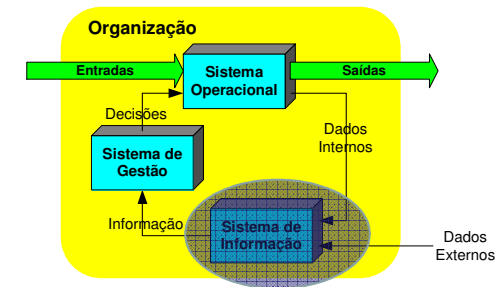 Organização
Entradas
Sistema
Operacional
Saídas
Decisões
Dados
Internos
Sistema de
Gestão
Informação
Sistema de
Informação
Dados
Externos